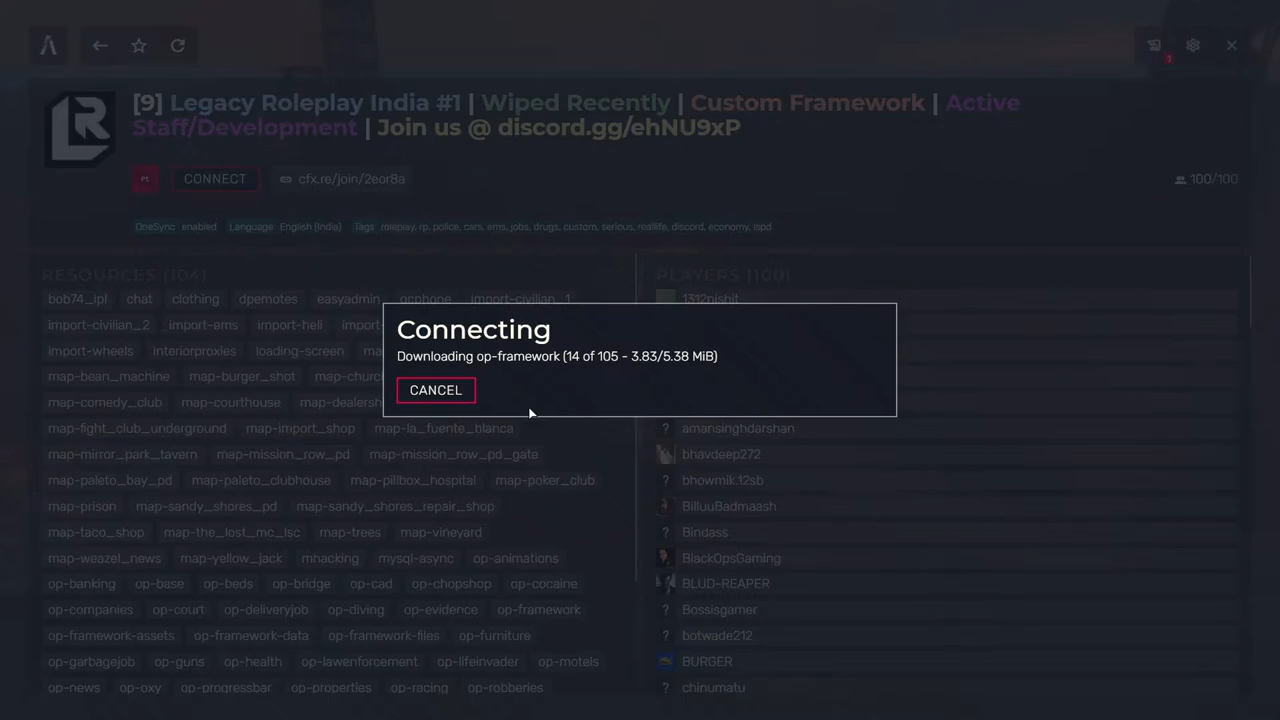 [9] Legacy Roleplay India #1 | Wiped Recently | Custom Framework | Active
Staff/Development | Join us @ discord.gg/ehNU9xP
CONNECT
cfx.re/join/2eor8a
100/100
1
OneSync enabled Language English (India) Tags roleplay, rp, police, cars, ems, jobs, drugs, custom, serious, reallife, discord, economy, lspd
RESOURCES (104)
bob74_ipl chat clothing dpemotes easyadmin gcphone import-civilian_1
import-civilian_2 import-ems import-heli
import-wheels interiorproxies loading-screen
map-bean_machine map-burger_shot
map-comedy_club map-courthouse
map-fight_club_underground map-import_shop map-la_fuente_blanca
map-mirror_park_tavern map-mission_row_pd map-mission_row_pd_gate
map-paleto_bay_pd map-paleto_clubhouse map-pillbox_hospital map-poker_club
map-prison map-sandy_shores_pd map-sandy_shores_repair_shop
map-taco_shop map-the_lost_mc_lsc map-trees map-vineyard
map-weazel_news map-yellow_jack mhacking mysql-async op-animations
op-banking op-base op-beds op-bridge op-cad op-chopshop op-cocaine
op-companies op-court op-deliveryjob op-diving op-evidence op-framework
op-framework-assets op-framework-data op-framework-files op-furniture
op-garbagejob op-guns op-health op-lawenforcement op-lifeinvader op-motels
op-news op-oxy op-progressbar op-properties op-racing op-robberies
PLAYERS (100)
1312nishit
? amansinghdarshan
bhavdeep272
? bhowmik.12sb
BilluuBadmaash
? Bindass
BlackOpsGaming
BLUD-REAPER
? Bossisgamer
? botwade212
BURGER
? chinumatu
Connecting
Downloading op-framework (14 of 105 - 3.83/5.38 MiB)
CANCEL